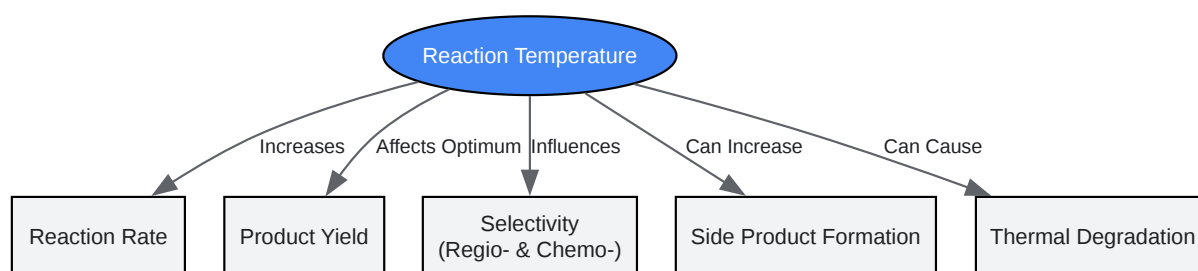 Reaction Temperature
Increases
Affects Optimum
Influences
Can Increase
Can Cause
Reaction Rate
Product Yield
Selectivity
(Regio- & Chemo-)
Side Product Formation
Thermal Degradation